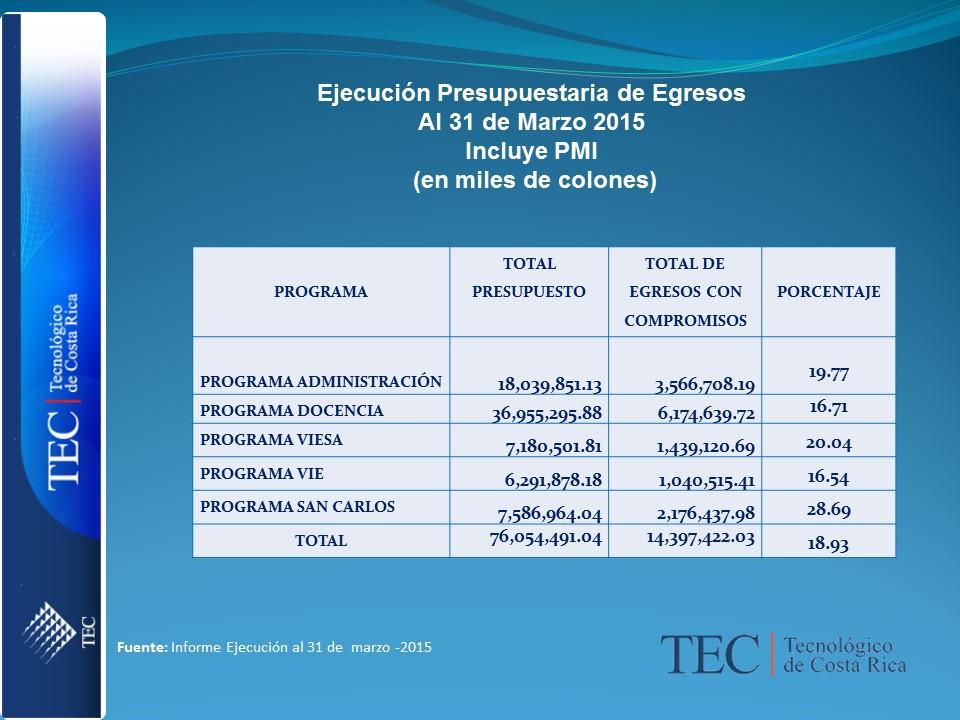 Ejecución Presupuestaria de Egresos
Al 31 de Marzo 2015
Incluye PMI
(en miles de colones)
PROGRAMA
TOTAL
PRESUPUESTO
TOTAL DE
EGRESOS CON
COMPROMISOS
PORCENTAJE
PROGRAMA ADMINISTRACIÓN 18,039,851.13 3,566,708.19 19.77
PROGRAMA DOCENCIA 36,955,295.88 6,174,639.72 16.71
PROGRAMA VIESA 7,180,501.81 1,439,120.69 20.04
PROGRAMA VIE 6,291,878.18 1,040,515.41 16.54
PROGRAMA SAN CARLOS 7,586,964.04 2,176,437.98 28.69
TOTAL 76,054,491.04 14,397,422.03 18.93
Fuente: Informe Ejecución al 31 de marzo -2015
TEC | Tecnológico
de Costa Rica
TEC | Tecnológico
de Costa Rica
TEC